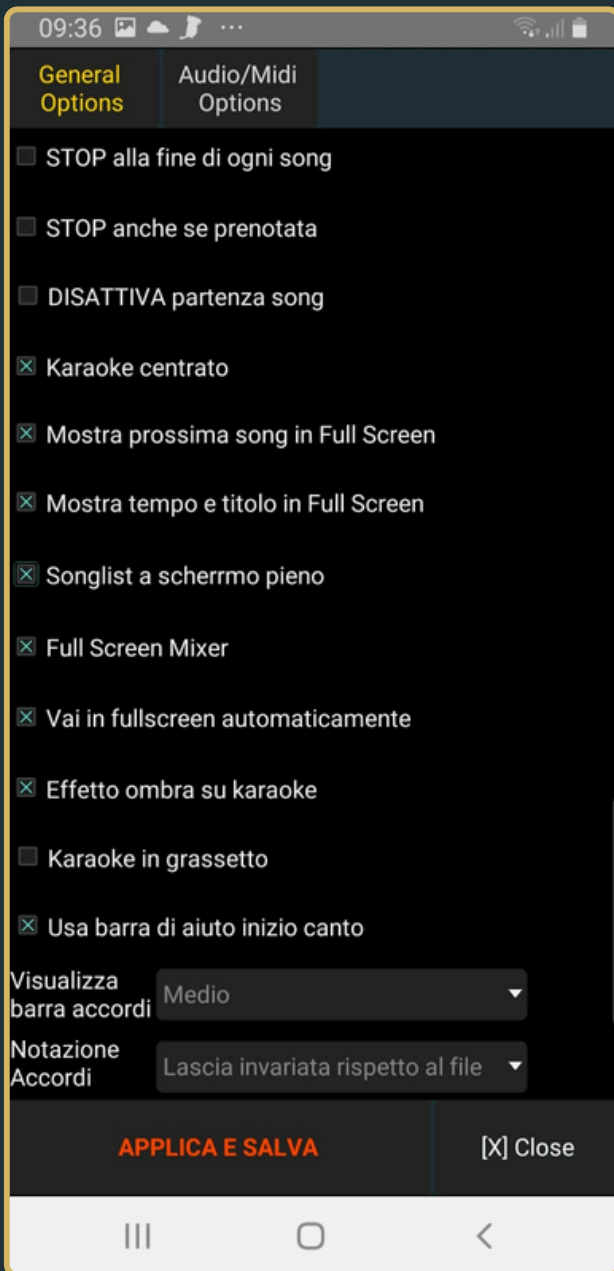 09:36
General
Options
Audio/Midi
Options
STOP alla fine di ogni song
STOP anche se prenotata
DISATTIVA partenza song
Karaoke centrato
Mostra prossima song in Full Screen
Mostra tempo e titolo in Full Screen
Songlist a scherrmo pieno
Full Screen Mixer
Vai in fullscreen automaticamente
Effetto ombra su karaoke
Karaoke in grassetto
Usa barra di aiuto inizio canto
Visualizza
barra accordi
Medio
Notazione
Accordi
Lascia invariata rispetto al file
APPLICA E SALVA
[X] Close